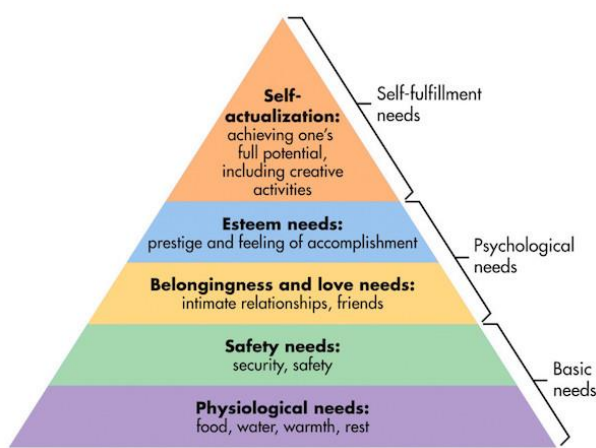 Self-
actualization:
achieving one's
full potential,
including creative
activities
Self-fulfillment
needs
Esteem needs:
prestige and feeling of accomplishment
Psychological
needs
Belongingness and love needs:
intimate relationships, friends
Safety needs:
security, safety
Basic
needs
Physiological needs:
food, water, warmth, rest